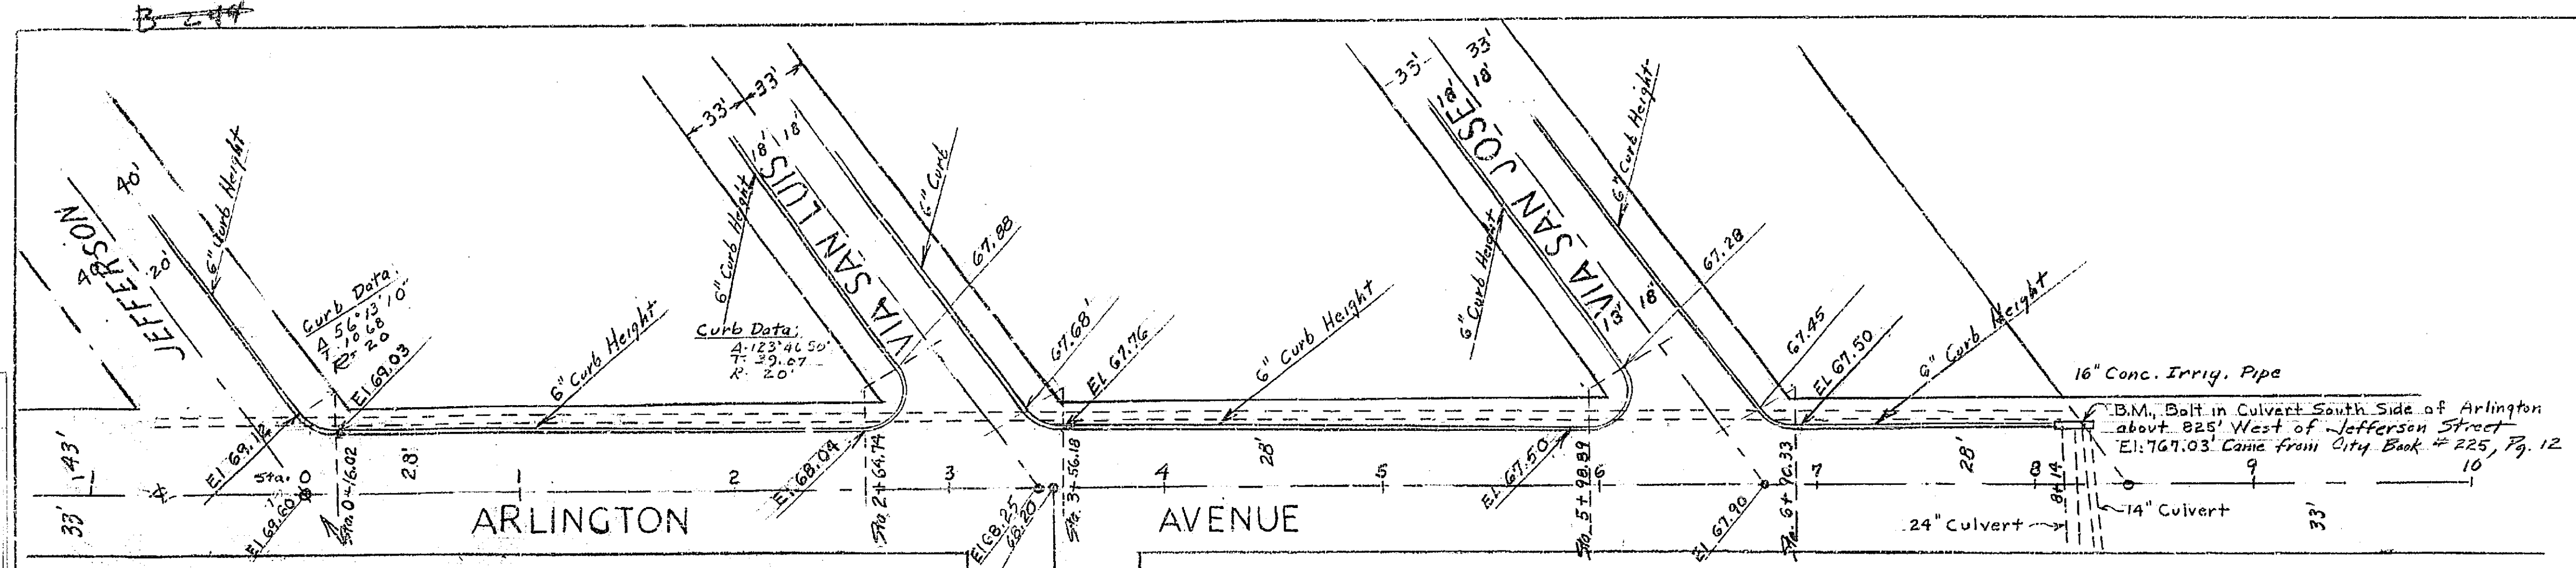 B-244
JEFFERSON
40'
20'
6" Curb Height
Curb Data:
Δ 56°13'10"
T. 10.68
R. 20'
El 69.03
El 69.12
43'
33'
1
℄
Sta. 0
El 69.60
Sta. 0+16.02
28'
6" Curb Height
33'
33'
18'
18'
VIA SAN LUIS
6" Curb Height
6" Curb
Curb Data:
Δ. 123°46'50"
T. 39.07
R. 20'
67.88
67.68'
El 67.76
El 68.04
Sta. 2+64.74
1
2
3
El 68.25
68.20
Sta. 3+56.18
28'
6" Curb Height
33'
33'
18'
18'
VIA SAN JOSE
13'
18'
6" Curb Height
6" Curb Height
67.28
67.45
El 67.50
El 67.50
Sta. 5+98.89
4
5
6
El 67.90
Sta. 6+96.33
7
28'
8
6" Curb Height
8+14
9
10
33'
16" Conc. Irrig. Pipe
B.M., Bolt in Culvert South Side of Arlington
about 825' West of Jefferson Street
El: 767.03' Came from City Book # 225, Pg. 12
24" Culvert
14" Culvert
ARLINGTON AVENUE